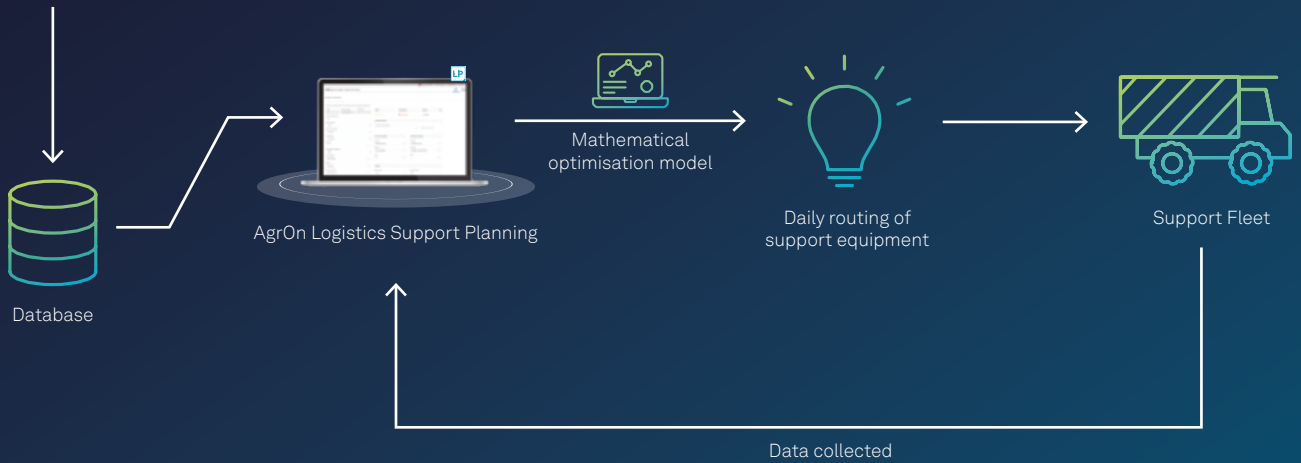 LP
Mathematical
optimisation model
AgrOn Logistics Support Planning
Daily routing of
support equipment
Support Fleet
Database
Data collected